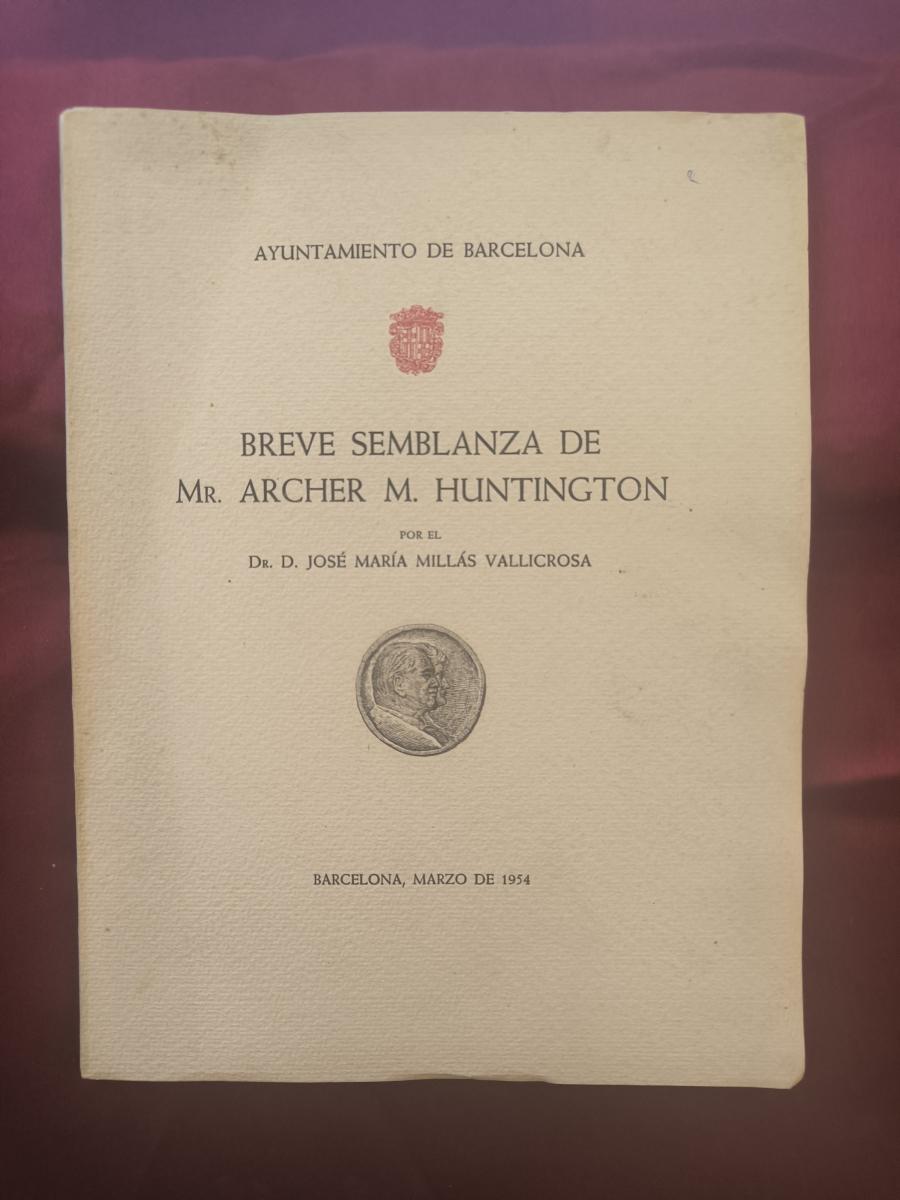 AYUNTAMIENTO DE BARCELONA
BREVE SEMBLANZA DE
MR. ARCHER M. HUNTINGTON
POR EL
DR. D. JOSÉ MARÍA MILLÁS VALLICROSA
BARCELONA, MARZO DE 1954